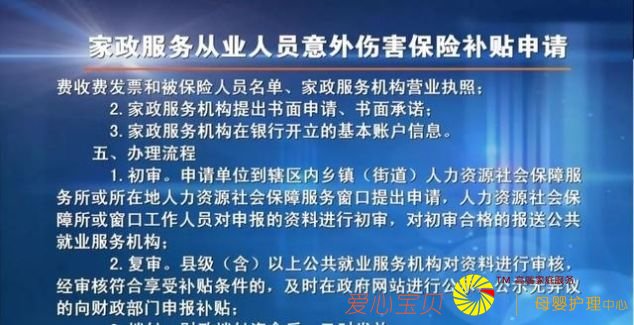 家政服务从业人员意外伤害保险补贴申请
费收费发票和被保险人员名单、家政服务机构营业执照；
2. 家政服务机构提出书面申请、书面承诺；
3. 家政服务机构在银行开立的基本账户信息。
五、办理流程
1. 初审。申请单位到辖区内乡镇（街道）人力资源社会保障服
务所或所在地人力资源社会保障服务窗口提出申请，人力资源社会保
障所或窗口工作人员对申报的资料进行初审，对初审合格的报送公共
就业服务机构；
2. 复审。县级（含）以上公共就业服务机构对资料进行审核，
经审核符合享受补贴条件的，及时在政府网站进行公 公示无异议
的向财政部门申报补贴；
爱心宝贝
TM 高端家庭服务
母婴护理中心